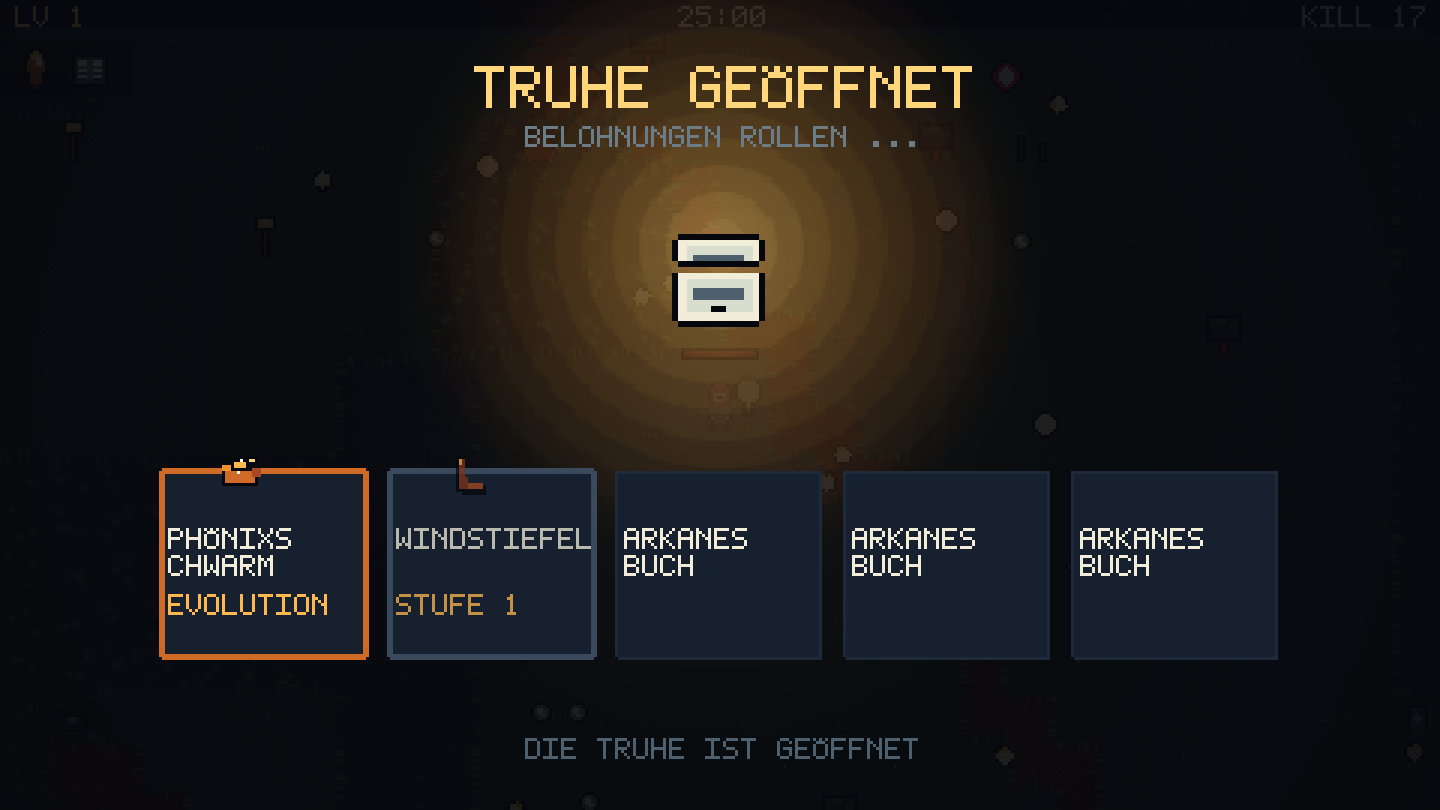 LV 1
25:00
KILL 17
TRUHE GEÖFFNET
BELOHNUNGEN ROLLEN ...
PHÖNIXS
CHWARM
EVOLUTION
WINDSTIEFEL
STUFE 1
ARKANES
BUCH
ARKANES
BUCH
ARKANES
BUCH
DIE TRUHE IST GEÖFFNET